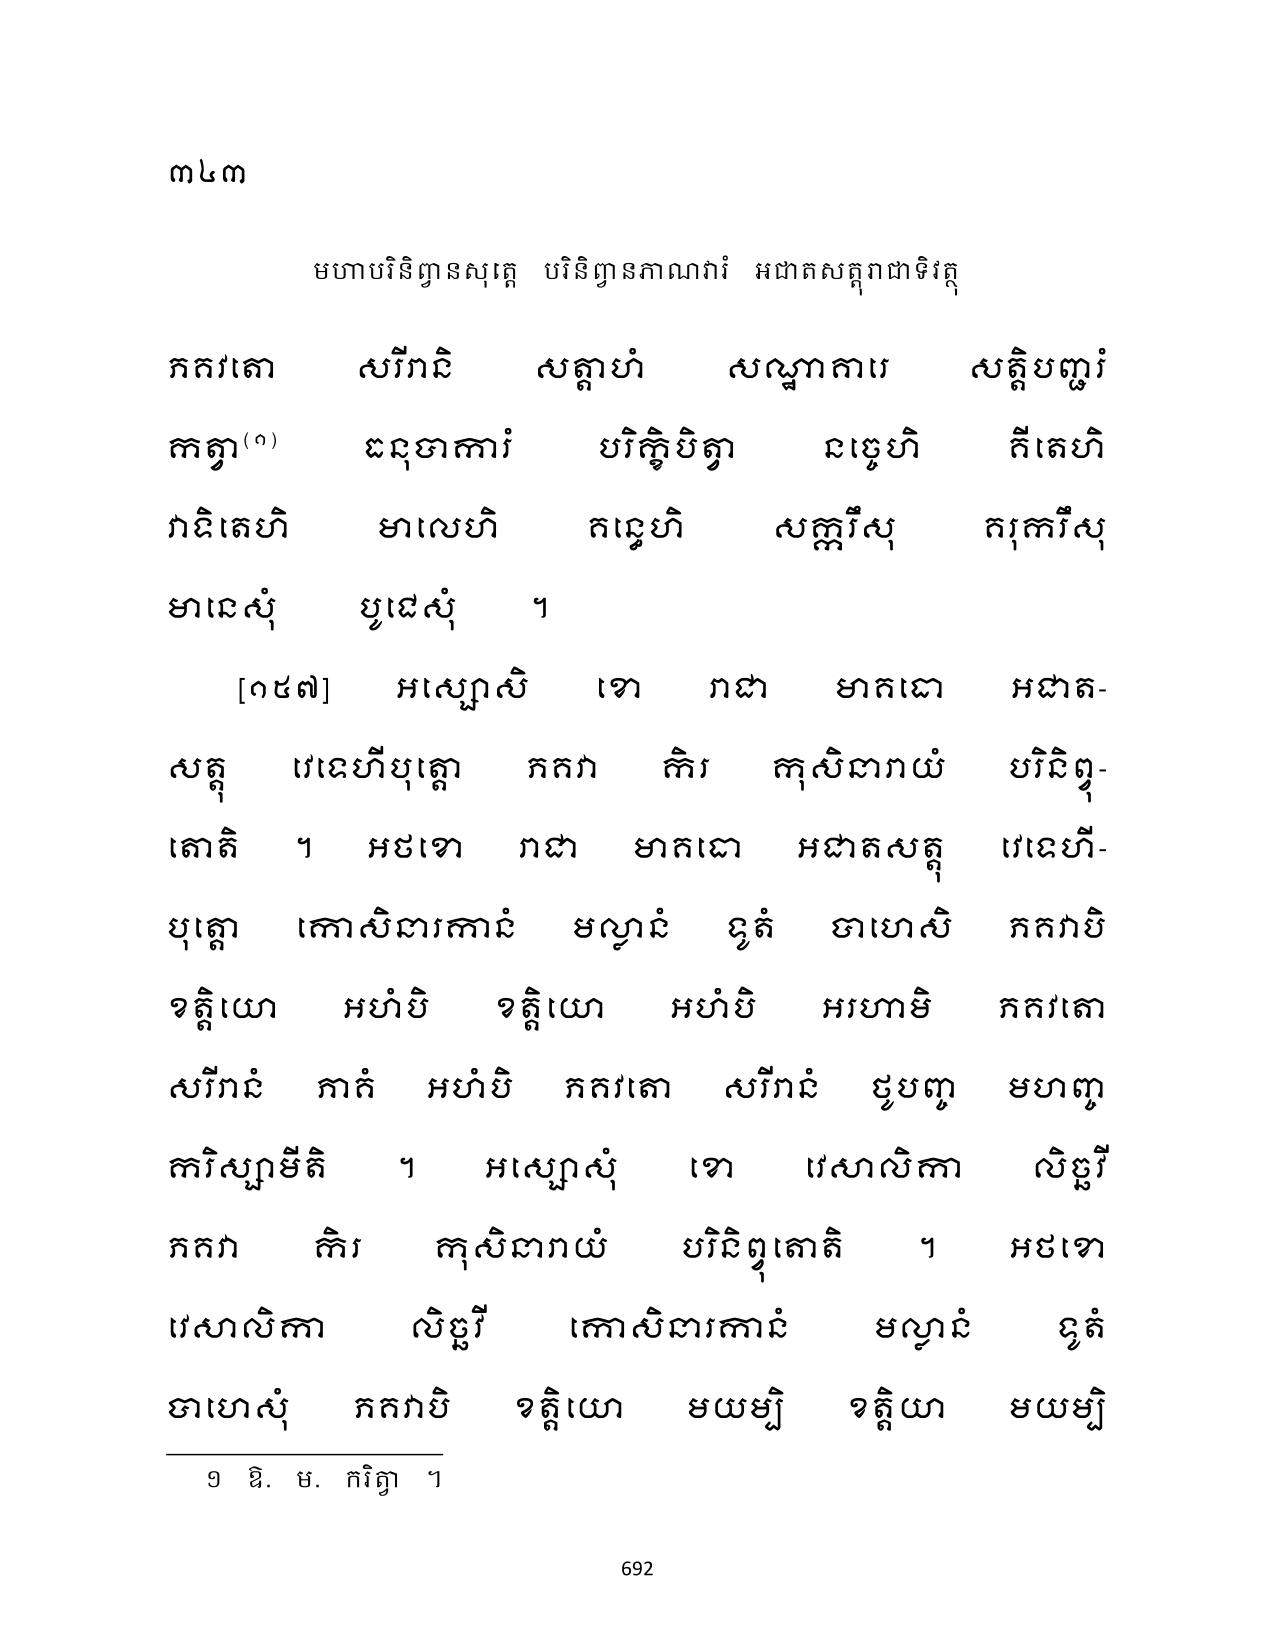 ៣៤៣
មហាបរិនិព្វានសុត្តេ បរិនិព្វានភាណវារំ អជាតសត្តុរាជាទិវត្ថុ
ភគវតោ សរីរានិ សត្តាហំ សណ្ឋាគារេ សត្តិបញ្ជរំ
កត្វា(១) ធនុបាការំ បរិក្ខិបិត្វា នច្ចេហិ គីតេហិ
វាទិតេហិ មាលេហិ គន្ធេហិ សក្ករឹសុ គរុករឹសុ
មានេសុំ បូជេសុំ ។
[១៥៧] អស្សោសិ ខោ រាជា មាគធោ អជាត-
សត្តុ វេទេហីបុត្តោ ភគវា កិរ កុសិនារាយំ បរិនិព្វុ-
តោតិ ។ អថខោ រាជា មាគធោ អជាតសត្តុ វេទេហី-
បុត្តោ កោសិនារកានំ មល្លានំ ទូតំ បាហេសិ ភគវាបិ
ខត្តិយោ អហំបិ ខត្តិយោ អហំបិ អរហាមិ ភគវតោ
សរីរានំ ភាគំ អហំបិ ភគវតោ សរីរានំ ថូបញ្ច មហញ្ច
ករិស្សាមីតិ ។ អស្សោសុំ ខោ វេសាលិកា លិច្ឆវី
ភគវា កិរ កុសិនារាយំ បរិនិព្វុតោតិ ។ អថខោ
វេសាលិកា លិច្ឆវី កោសិនារកានំ មល្លានំ ទូតំ
បាហេសុំ ភគវាបិ ខត្តិយោ មយម្បិ ខត្តិយា មយម្បិ
១ ឱ. ម. ករិត្វា ។
692